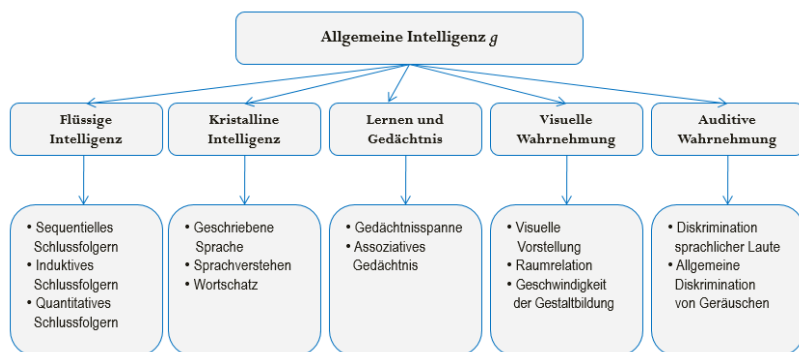 Allgemeine Intelligenz g
Flüssige
Intelligenz
Kristalline
Intelligenz
Lernen und
Gedächtnis
Visuelle
Wahrnehmung
Auditive
Wahrnehmung
• Sequentielles
Schlussfolgern
• Induktives
Schlussfolgern
• Quantitatives
Schlussfolgern
• Geschriebene
Sprache
• Sprachverstehen
• Wortschatz
• Gedächtnisspanne
• Assoziatives
Gedächtnis
• Visuelle
Vorstellung
• Raumrelation
• Geschwindigkeit
der Gestaltbildung
• Diskrimination
sprachlicher Laute
• Allgemeine
Diskrimination
von Geräuschen